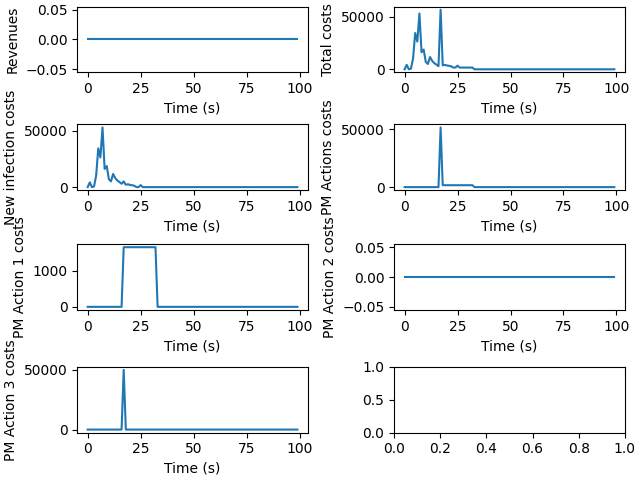 Revenues
0.05
0.00
−0.05
0 25 50 75 100
Time (s)
Total costs
50000
0
0 25 50 75 100
Time (s)
New infection costs
50000
0
0 25 50 75 100
Time (s)
PM Actions costs
50000
0
0 25 50 75 100
Time (s)
PM Action 1 costs
1000
0
0 25 50 75 100
Time (s)
PM Action 2 costs
0.05
0.00
−0.05
0 25 50 75 100
Time (s)
PM Action 3 costs
50000
0
0 25 50 75 100
Time (s)
1.0
0.5
0.0
0.0 0.2 0.4 0.6 0.8 1.0